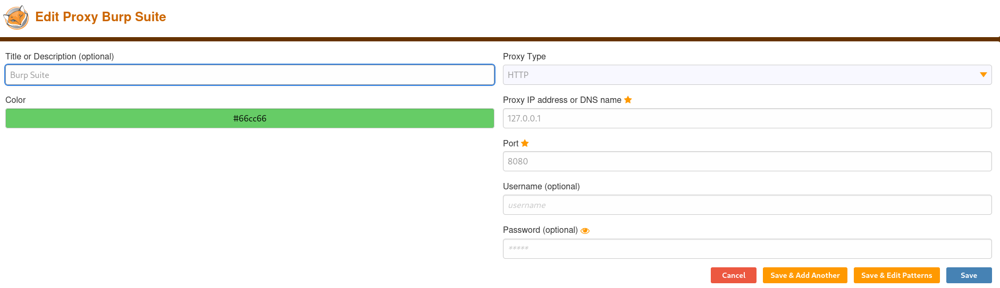 Edit Proxy Burp Suite
Title or Description (optional)
Burp Suite
Color
#66cc66
Proxy Type
HTTP
Proxy IP address or DNS name
127.0.0.1
Port
8080
Username (optional)
username
Password (optional)
*****
Cancel
Save & Add Another
Save & Edit Patterns
Save